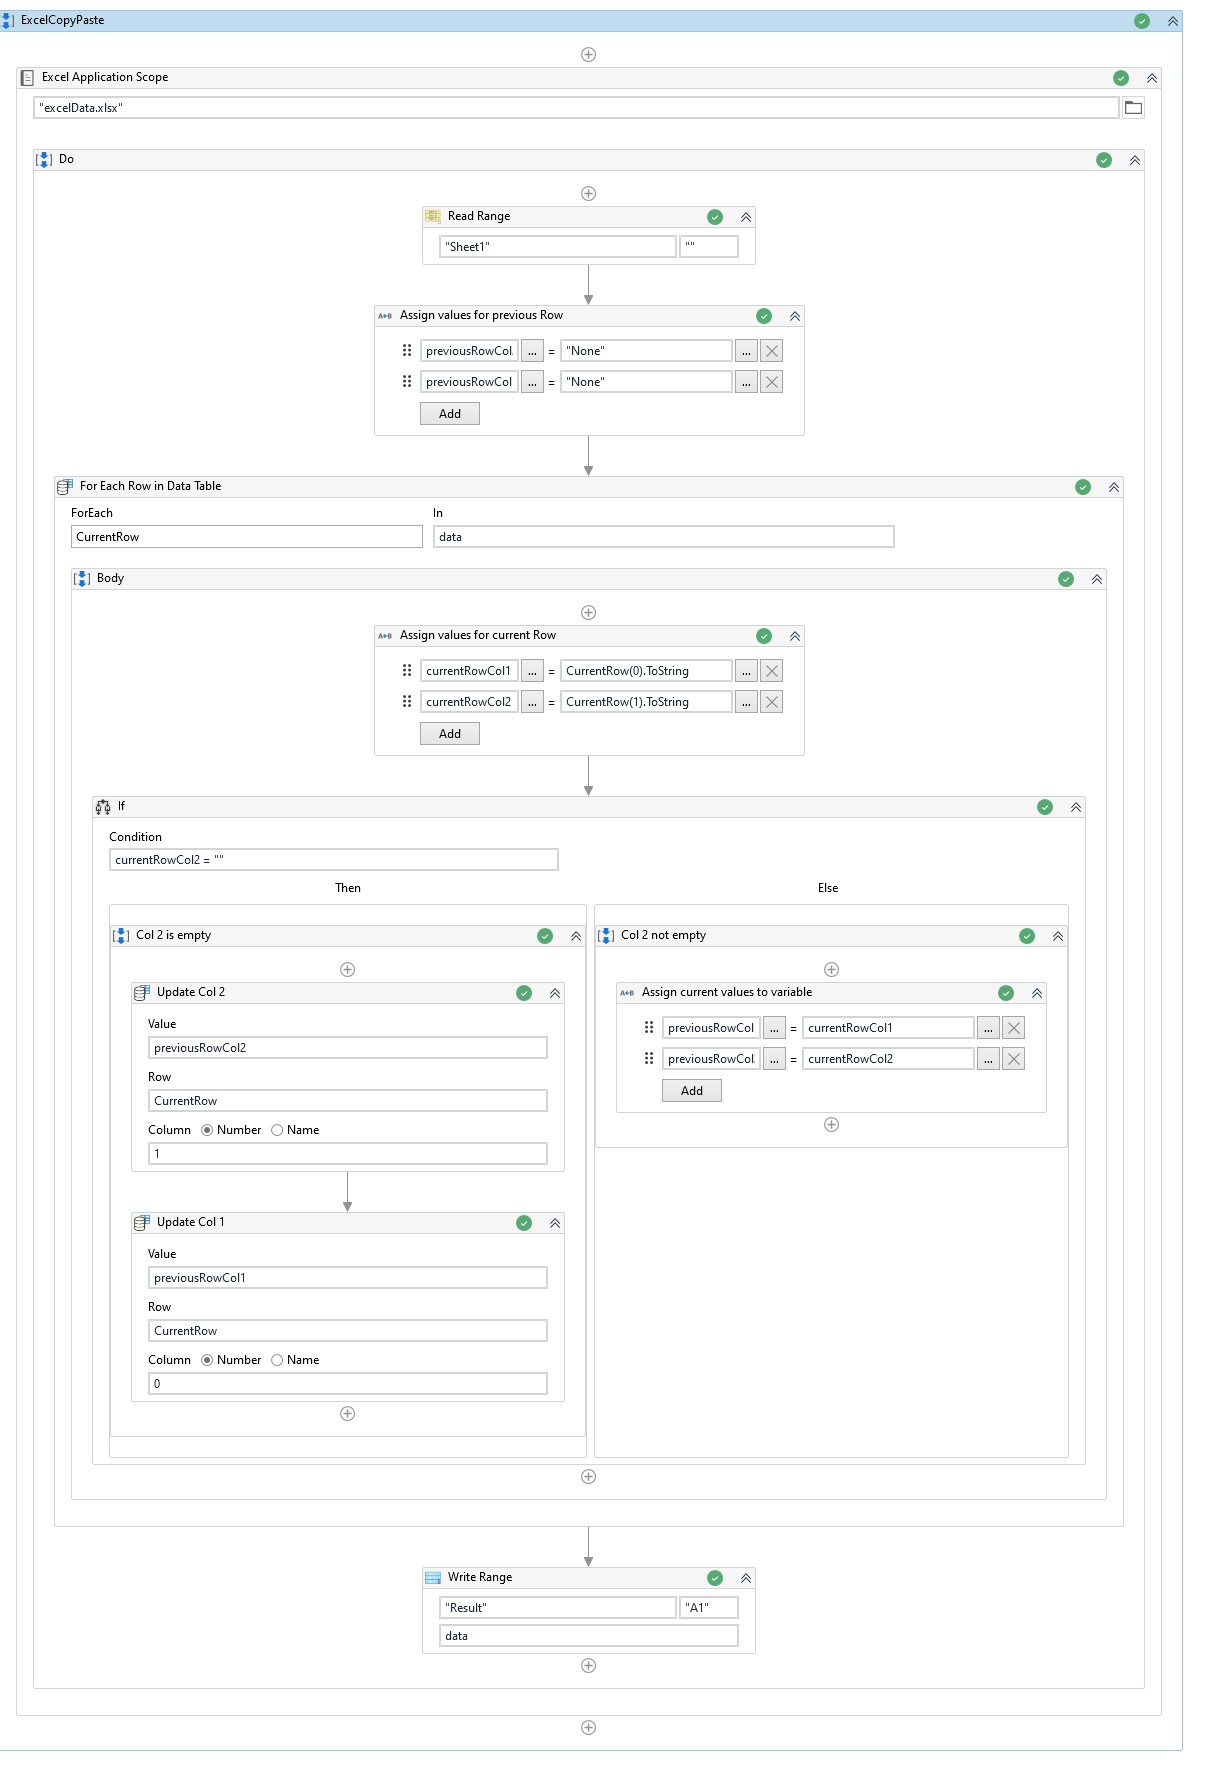 ExcelCopyPaste
Excel Application Scope
"excelData.xlsx"
Do
Read Range
"Sheet1" ""
Assign values for previous Row
A+B
previousRowCol. ... = "None" ...
previousRowCol ... = "None" ...
Add
For Each Row in Data Table
ForEach In
CurrentRow data
Body
A+B Assign values for current Row
currentRowCol1 ... = CurrentRow(0).ToString ...
currentRowCol2 ... = CurrentRow(1).ToString ...
Add
If
Condition
currentRowCol2 = ""
Then Else
Col 2 is empty
Update Col 2
Value
previousRowCol2
Row
CurrentRow
Column Number Name
1
Update Col 1
Value
previousRowCol1
Row
CurrentRow
Column Number Name
0
Col 2 not empty
A+B Assign current values to variable
previousRowCol ... = currentRowCol1 ...
previousRowCol. ... = currentRowCol2 ...
Add
Write Range
"Result" "A1"
data